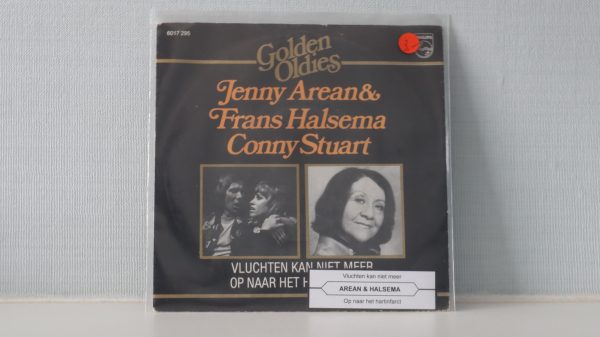 6017 295
Golden
Oldies
Jenny Arean &
Frans Halsema
Conny Stuart
VLUCHTEN KAN NIET MEER
OP NAAR HET H
Vluchten kan niet meer
AREAN & HALSEMA
Op naar het hartinfarct